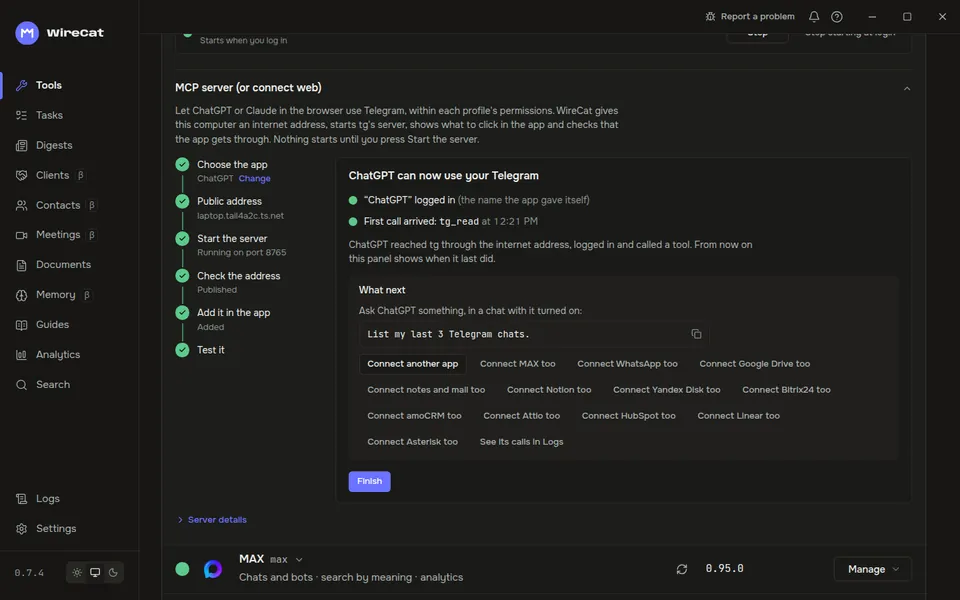 WireCat
Report a problem
Tools
Tasks
Digests
Clients β
Contacts β
Meetings β
Documents
Memory β
Guides
Analytics
Search
Logs
Settings
0.7.4
Starts when you log in
Stop
Stop starting at login
MCP server (or connect web)
Let ChatGPT or Claude in the browser use Telegram, within each profile's permissions. WireCat gives
this computer an internet address, starts tg's server, shows what to click in the app and checks that
the app gets through. Nothing starts until you press Start the server.
Choose the app
ChatGPT Change
Public address
laptop.tail4a2c.ts.net
Start the server
Running on port 8765
Check the address
Published
Add it in the app
Added
Test it
ChatGPT can now use your Telegram
“ChatGPT” logged in (the name the app gave itself)
First call arrived: tg_read at 12:21 PM
ChatGPT reached tg through the internet address, logged in and called a tool. From now on
this panel shows when it last did.
What next
Ask ChatGPT something, in a chat with it turned on:
List my last 3 Telegram chats.
Connect another app Connect MAX too Connect WhatsApp too Connect Google Drive too
Connect notes and mail too Connect Notion too Connect Yandex Disk too Connect Bitrix24 too
Connect amoCRM too Connect Attio too Connect HubSpot too Connect Linear too
Connect Asterisk too See its calls in Logs
Finish
Server details
MAX max
Chats and bots · search by meaning · analytics
0.95.0
Manage